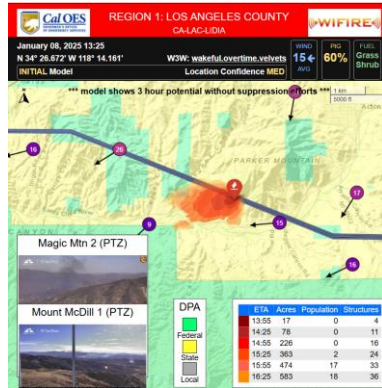 Cal OES
GOVERNOR'S OFFICE
OF EMERGENCY SERVICES
REGION 1: LOS ANGELES COUNTY
CA-LAC-LIDIA
WIFIRE
January 08, 2025 13:25
N 34° 26.672' W 118° 14.161'
W3W: wakeful.overtime.velvets
INITIAL Model
Location Confidence MED
WIND
15←
AVG
PIG
60%
FUEL
Grass
Shrub
*** model shows 3 hour potential without suppression efforts ***
1 km
5000 ft
Acton
PARKER MOUNTAIN
16
26
17
9
15
16
CANYON
Magic Mtn 2 (PTZ)
Mount McDill 1 (PTZ)
DPA
Federal
State
Local
ETA Acres Population Structures
13:55 17 0 4
14:25 78 0 11
14:55 226 0 16
15:25 363 2 24
15:55 474 17 33
16:25 583 18 36